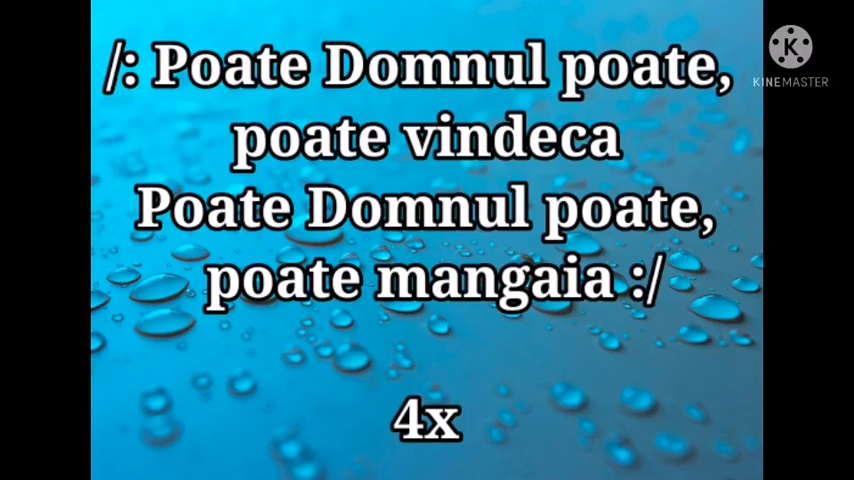 /: Poate Domnul poate,
poate vindeca
Poate Domnul poate,
poate mangaia :/
4x
K
KINEMASTER